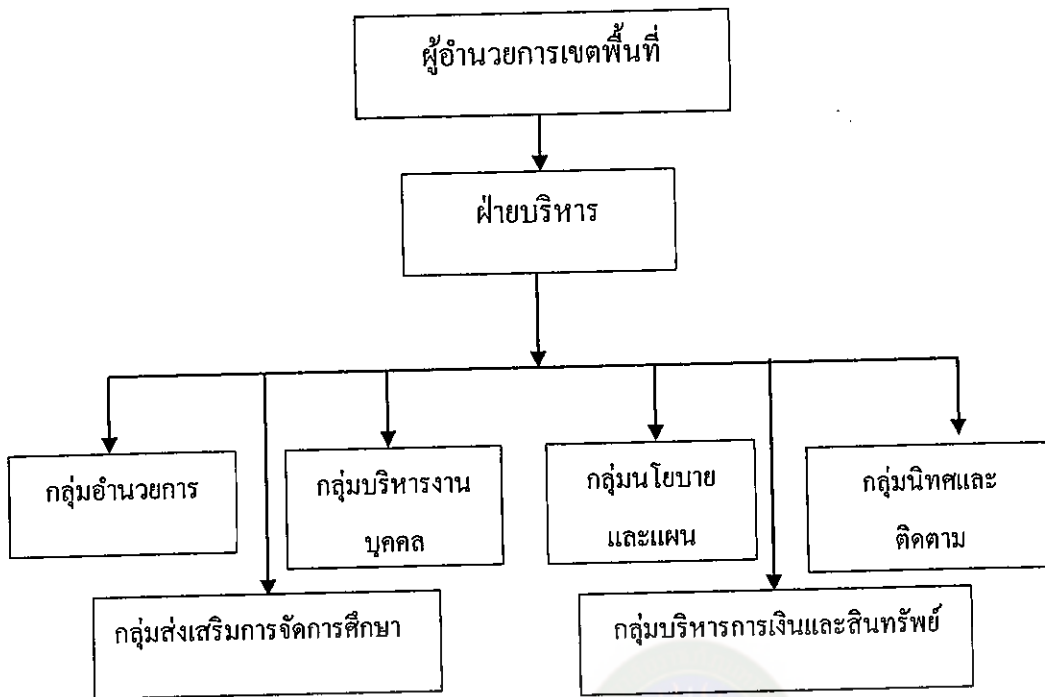 ผู้อำนวยการเขตพื้นที่
ฝ่ายบริหาร
กลุ่มอำนวยการ
กลุ่มบริหารงาน
บุคคล
กลุ่มนโยบาย
และแผน
กลุ่มนิทศและ
ติดตาม
กลุ่มส่งเสริมการจัดการศึกษา
กลุ่มบริหารการเงินและสินทรัพย์